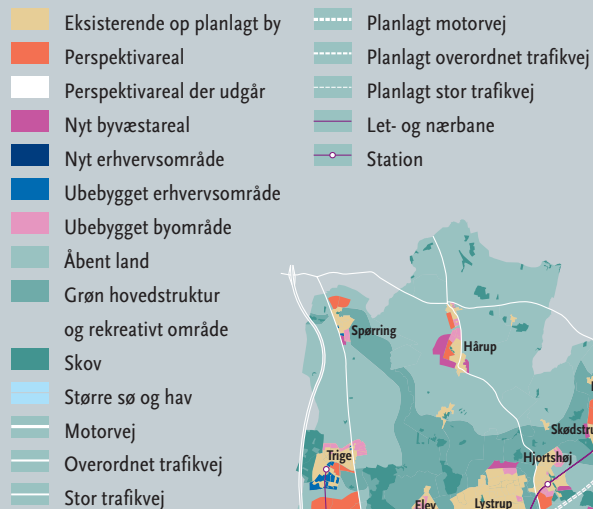 Eksisterende op planlagt by
Perspektivareal
Perspektivareal der udgår
Nyt byvæstareal
Nyt erhvervsområde
Ubebygget erhvervsområde
Ubebygget byområde
Åbent land
Grøn hovedstruktur
og rekreativt område
Skov
Større sø og hav
Motorvej
Overordnet trafikvej
Stor trafikvej
Planlagt motorvej
Planlagt overordnet trafikvej
Planlagt stor trafikvej
Let- og nærbane
Station
Spørring
Hårup
Skødstru
Trige
Hjortshøj
Elev
Lystrup